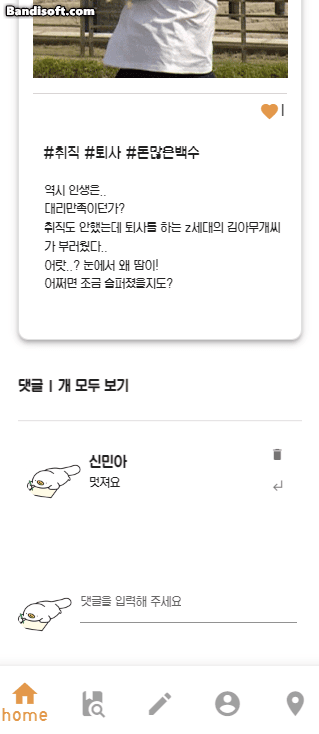 Bandisoft.com
1
#취직 #퇴사 #돈많은백수
역시 인생은..
대리만족이던가?
취직도 안했는데 퇴사를 하는 z세대의 김아무개씨
가 부러웠다..
어랏..? 눈에서 왜 땀이!
어쩌면 조금 슬퍼졌을지도?
댓글 1 개 모두 보기
신민아
멋져요
댓글을 입력해 주세요
home